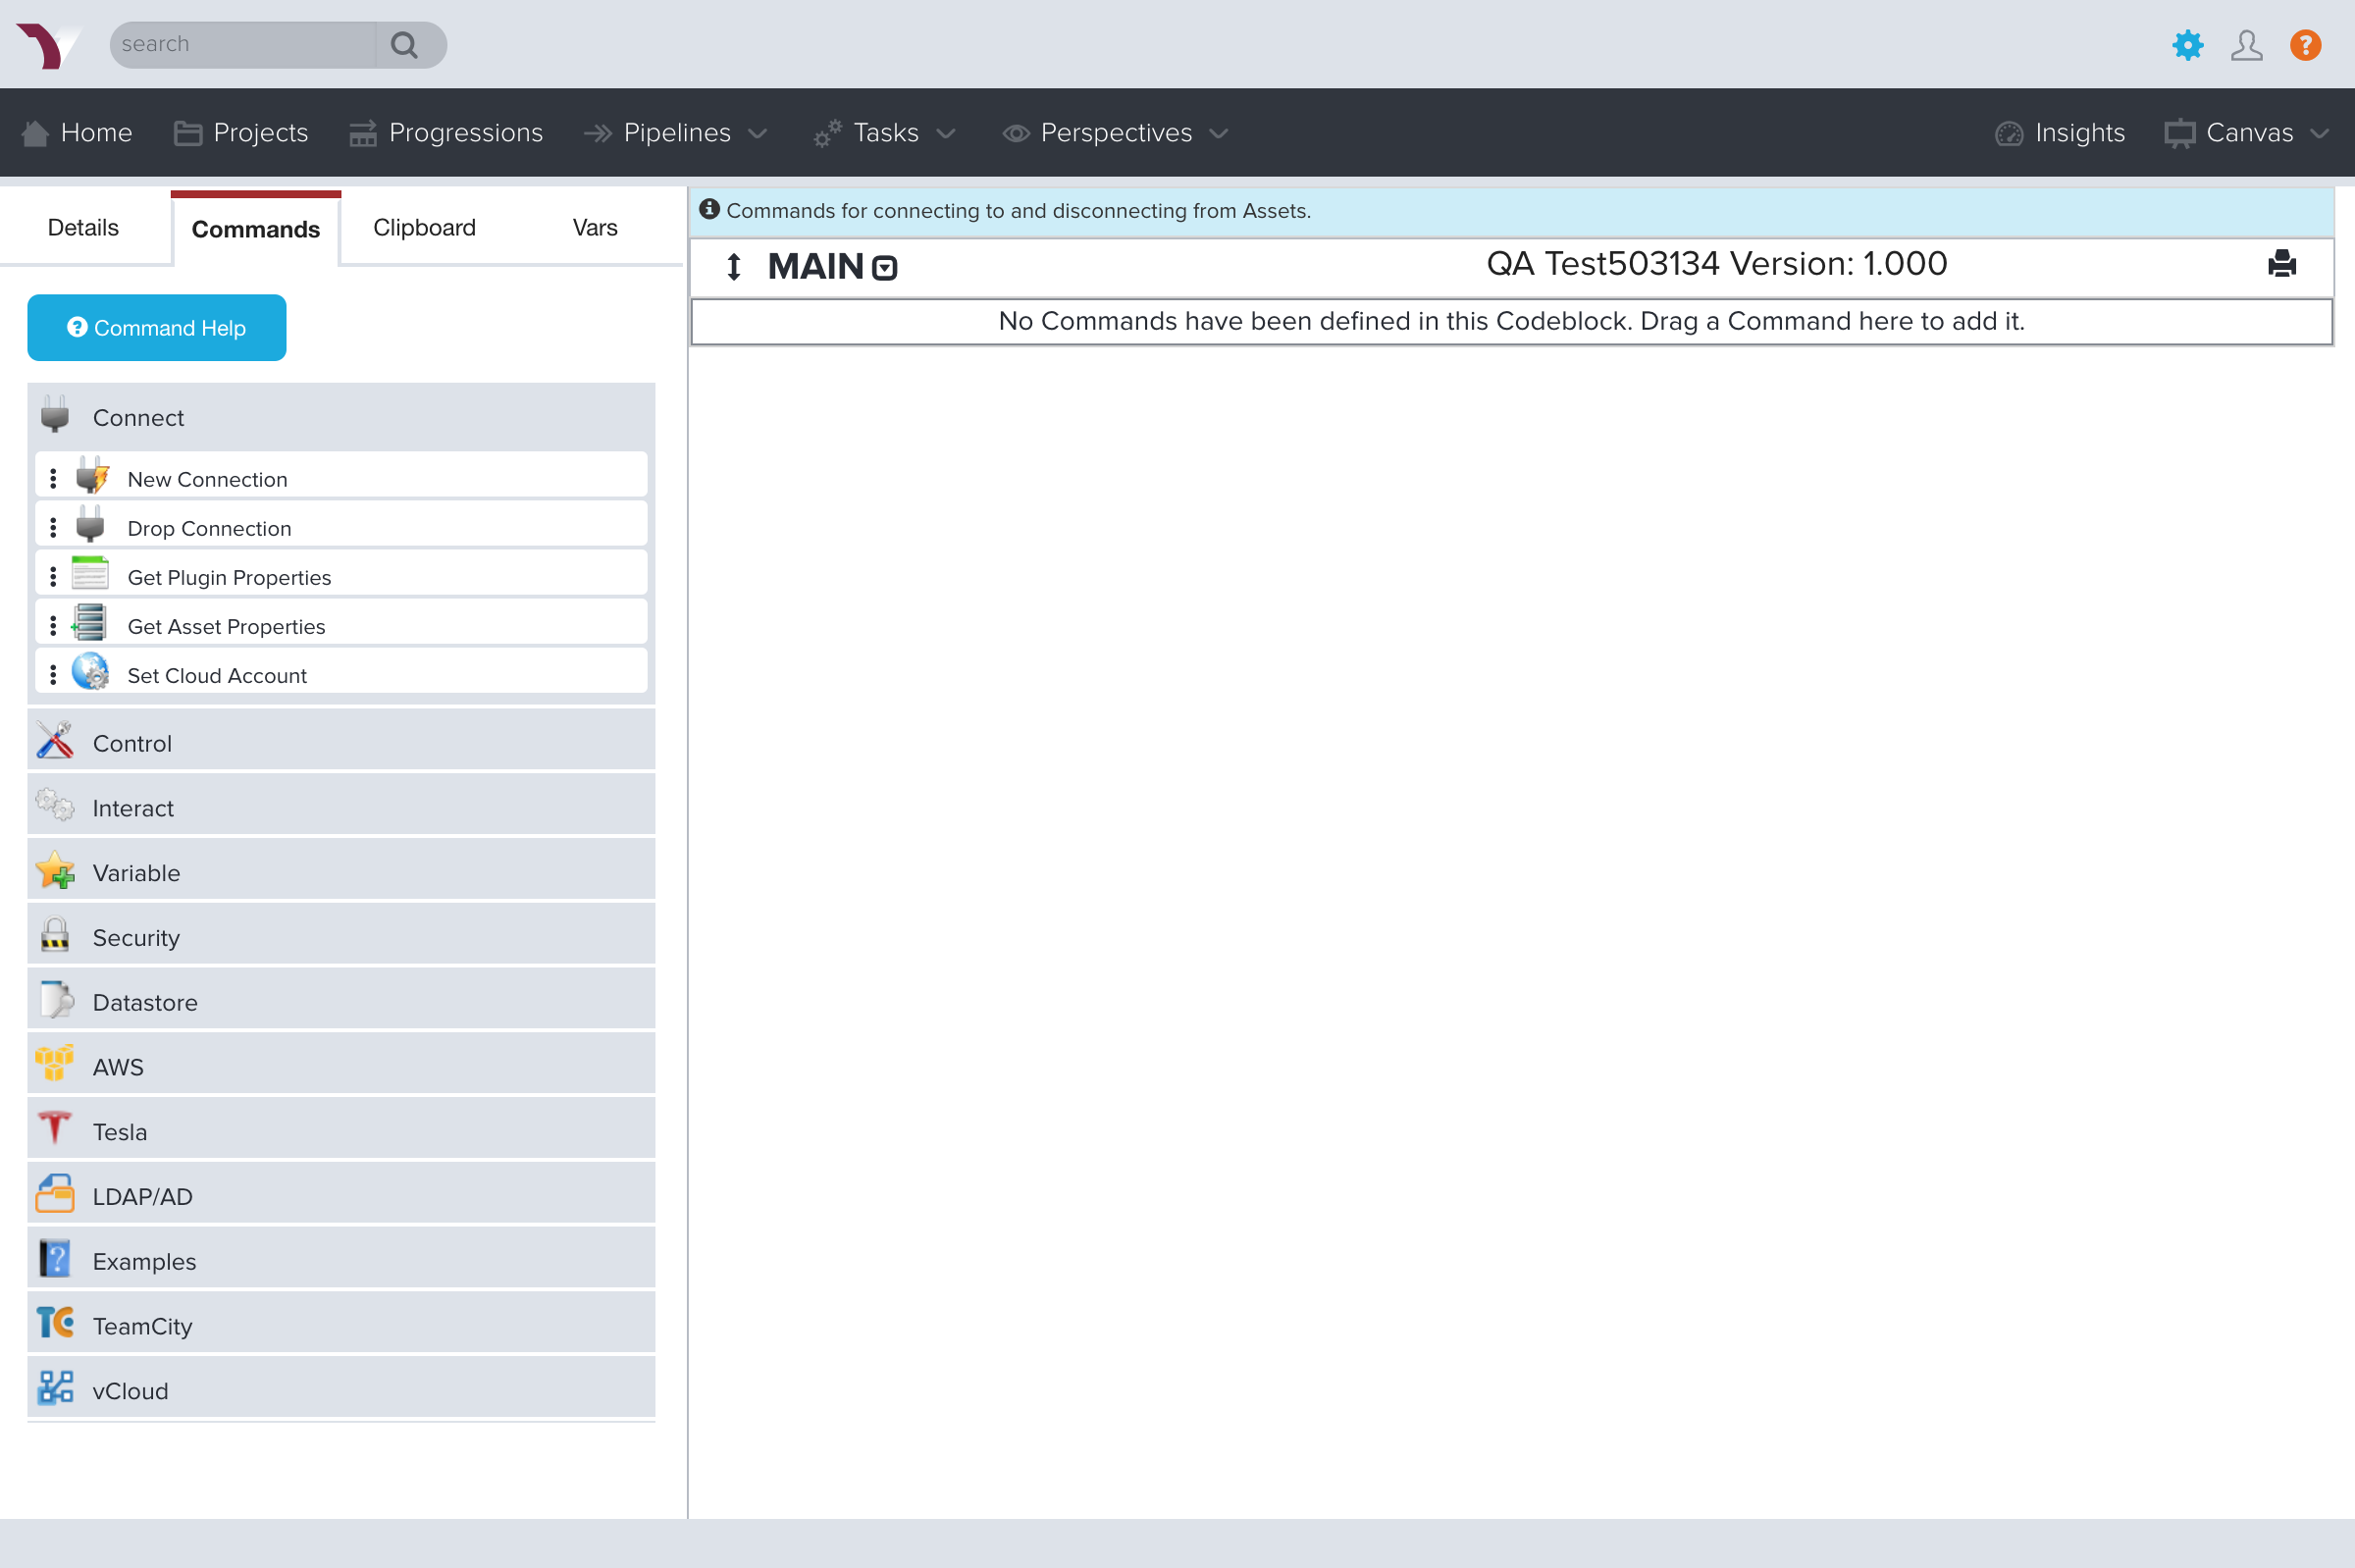 search
Home Projects Progressions Pipelines Tasks Perspectives Insights Canvas
Details Commands Clipboard Vars
Command Help
Connect
New Connection
Drop Connection
Get Plugin Properties
Get Asset Properties
Set Cloud Account
Control
Interact
Variable
Security
Datastore
AWS
Tesla
LDAP/AD
Examples
TeamCity
vCloud
Commands for connecting to and disconnecting from Assets.
MAIN QA Test503134 Version: 1.000
No Commands have been defined in this Codeblock. Drag a Command here to add it.